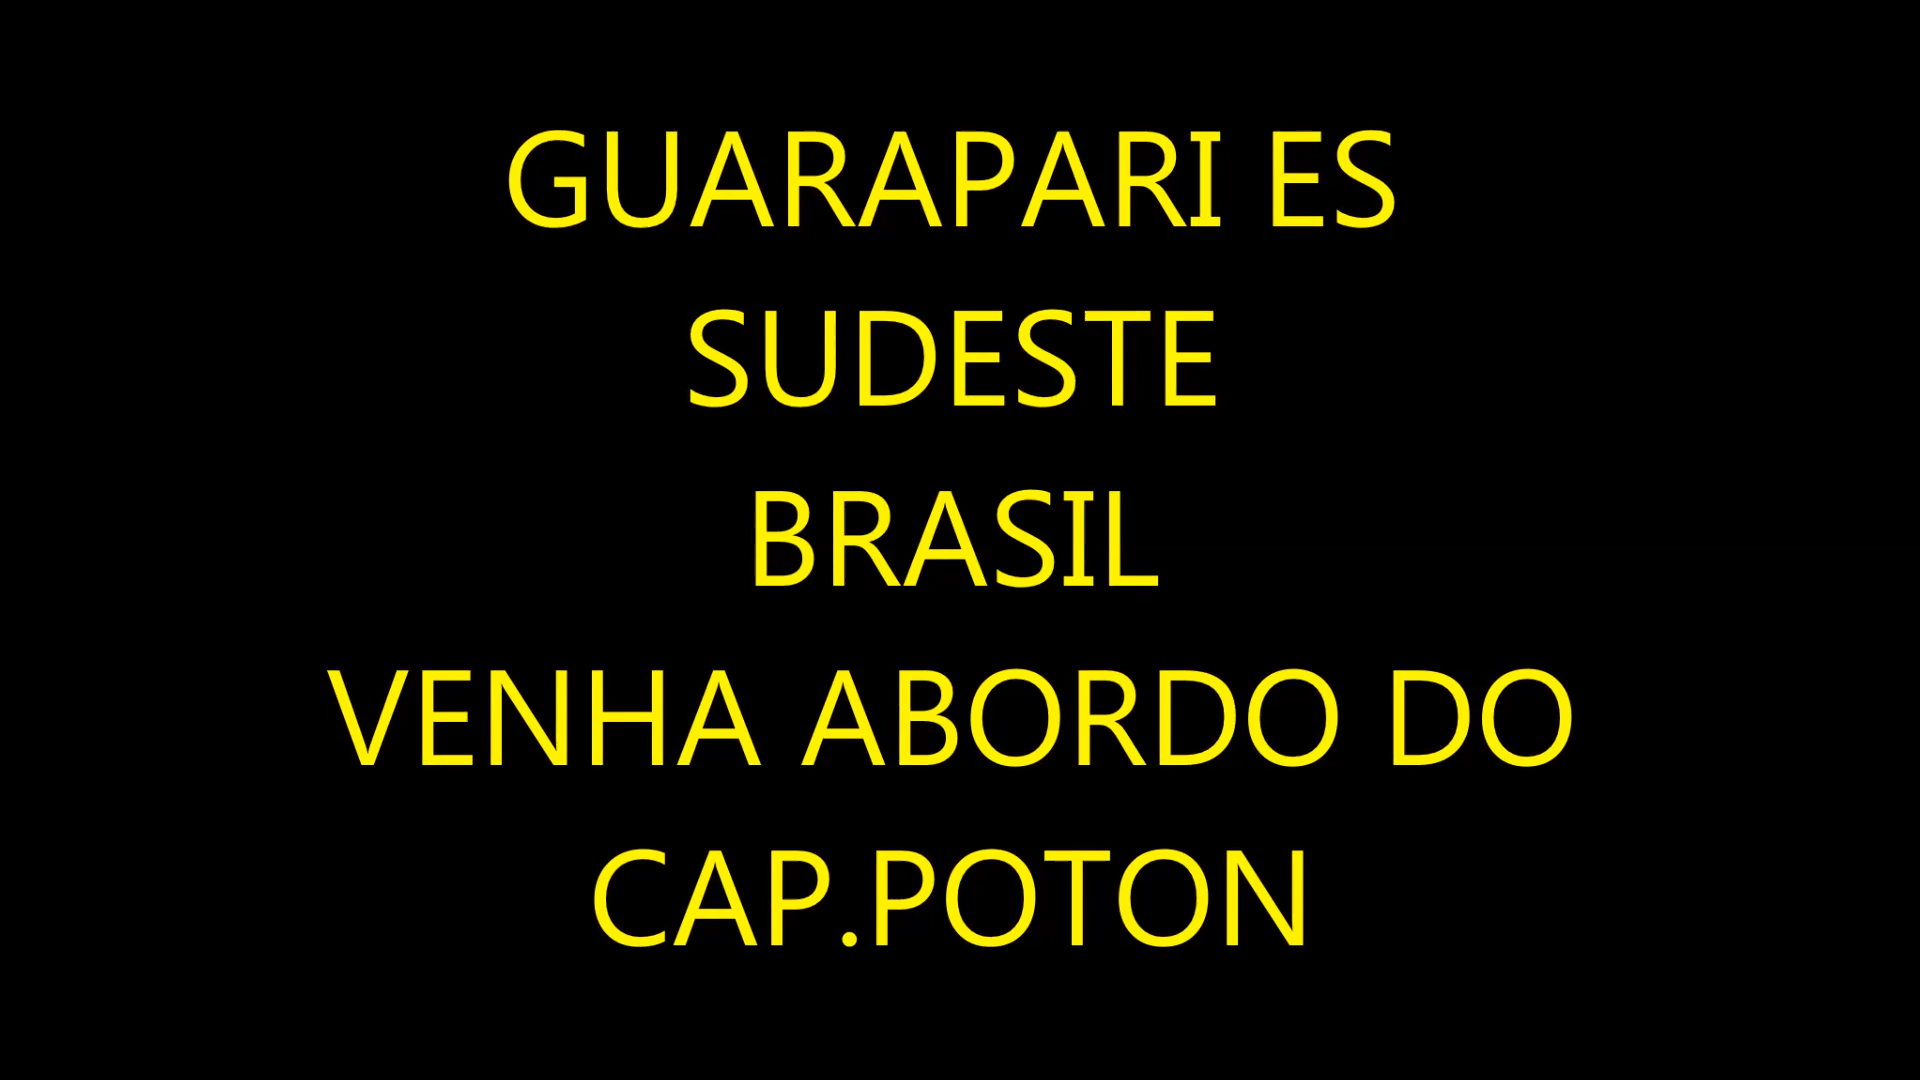 GUARAPARI ES
SUDESTE
BRASIL
VENHA ABORDO DO
CAP.POTON